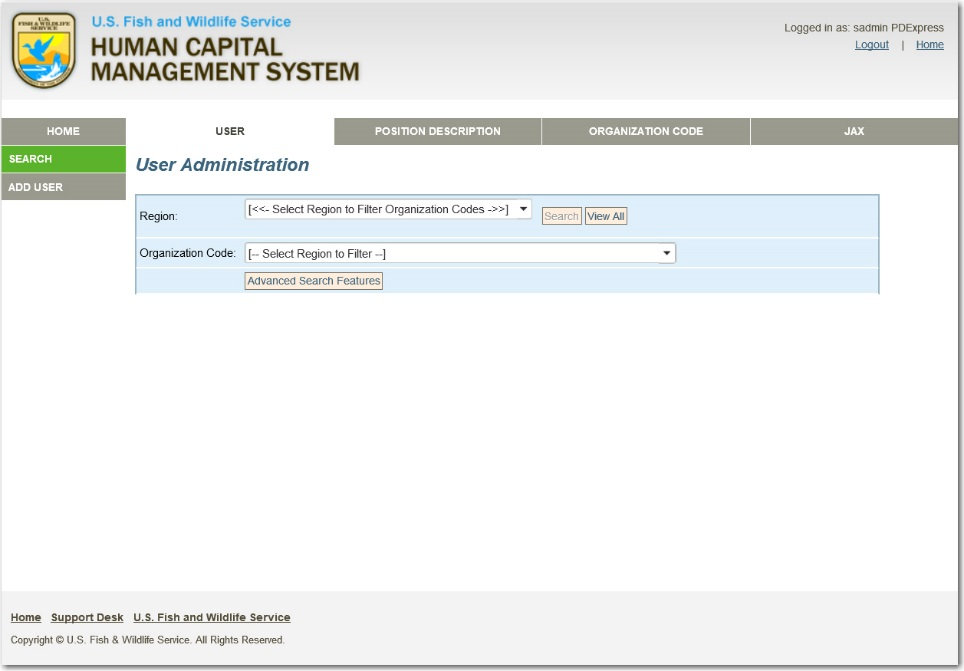 U.S.
FISH & WILDLIFE
SERVICE
U.S. Fish and Wildlife Service
HUMAN CAPITAL
MANAGEMENT SYSTEM
Logged in as: sadmin PDExpress
Logout | Home
HOME USER POSITION DESCRIPTION ORGANIZATION CODE JAX
SEARCH
ADD USER
User Administration
Region: [<<- Select Region to Filter Organization Codes ->>] Search View All
Organization Code: [-- Select Region to Filter --]
Advanced Search Features
Home Support Desk U.S. Fish and Wildlife Service
Copyright © U.S. Fish & Wildlife Service. All Rights Reserved.